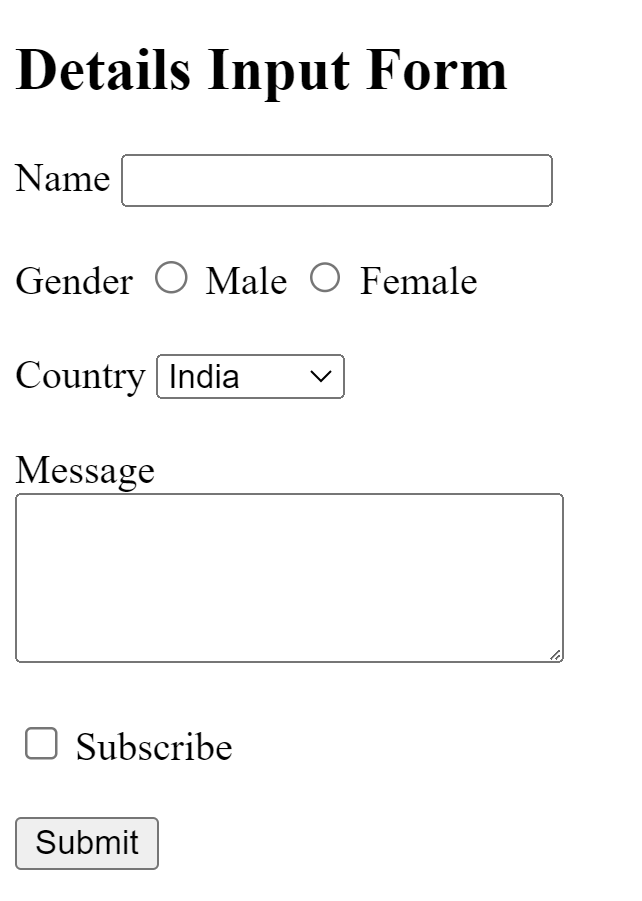 Details Input Form
Name
Gender Male Female
Country India
Message
Subscribe
Submit